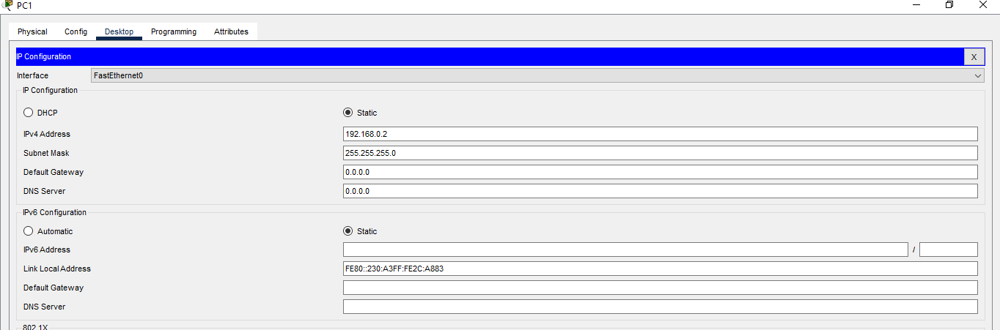 PC1
Physical Config Desktop Programming Attributes
IP Configuration X
Interface FastEthernet0
IP Configuration
DHCP Static
IPv4 Address 192.168.0.2
Subnet Mask 255.255.255.0
Default Gateway 0.0.0.0
DNS Server 0.0.0.0
IPv6 Configuration
Automatic Static
IPv6 Address /
Link Local Address FE80::230:A3FF:FE2C:A883
Default Gateway
DNS Server
802.1X